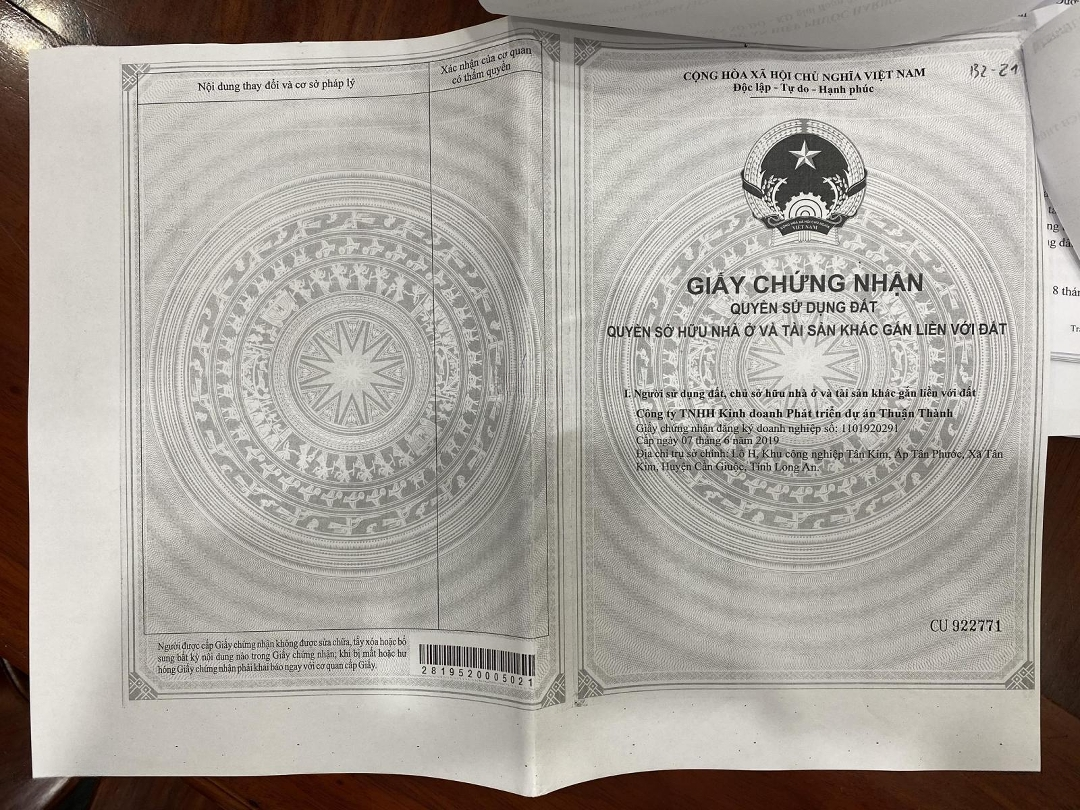 Nội dung thay đổi và cơ sở pháp lý
Xác nhận của cơ quan
có thẩm quyền
Người được cấp Giấy chứng nhận không được sửa chữa, tẩy xóa hoặc bổ
sung bất kỳ nội dung nào trong Giấy chứng nhận; khi bị mất hoặc hư
hỏng Giấy chứng nhận phải khai báo ngay với cơ quan cấp Giấy.
2819520005021
CỘNG HÒA XÃ HỘI CHỦ NGHĨA VIỆT NAM
Độc lập - Tự do - Hạnh phúc
B2-21
VIỆT NAM
GIẤY CHỨNG NHẬN
QUYỀN SỬ DỤNG ĐẤT
QUYỀN SỞ HỮU NHÀ Ở VÀ TÀI SẢN KHÁC GẮN LIỀN VỚI ĐẤT
I. Người sử dụng đất, chủ sở hữu nhà ở và tài sản khác gắn liền với đất
Công ty TNHH Kinh doanh Phát triển dự án Thuận Thành
Giấy chứng nhận đăng ký doanh nghiệp số: 1101920291
Cấp ngày 07 tháng 6 năm 2019
Địa chỉ trụ sở chính: Lô H, Khu công nghiệp Tân Kim, Ấp Tân Phước, Xã Tân
Kim, Huyện Cần Giuộc, Tỉnh Long An.
CU 922771
8 thán